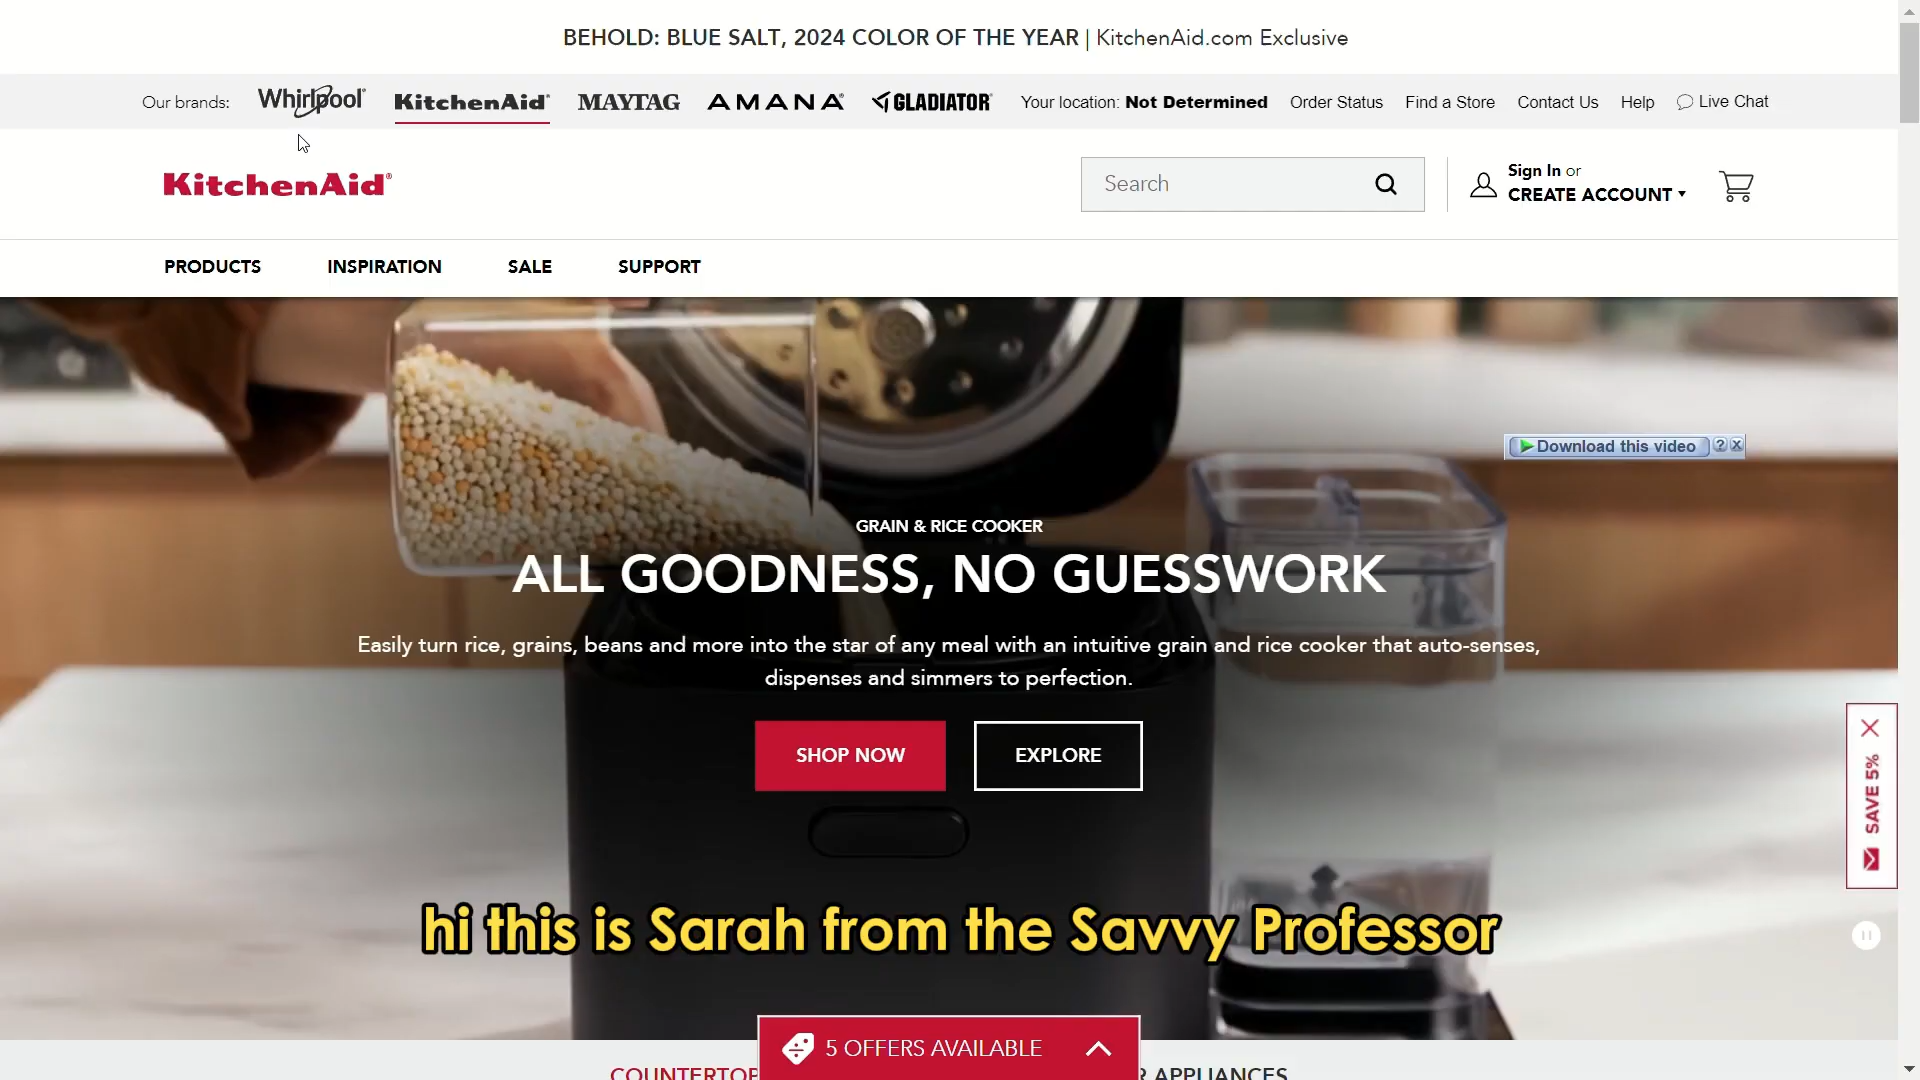 BEHOLD: BLUE SALT, 2024 COLOR OF THE YEAR | KitchenAid.com Exclusive
Our brands: Whirlpool KitchenAid MAYTAG AMANA GLADIATOR Your location: Not Determined Order Status Find a Store Contact Us Help Live Chat
KitchenAid
Search
Sign In or
CREATE ACCOUNT
PRODUCTS INSPIRATION SALE SUPPORT
Download this video ? X
GRAIN & RICE COOKER
ALL GOODNESS, NO GUESSWORK
Easily turn rice, grains, beans and more into the star of any meal with an intuitive grain and rice cooker that auto-senses,
dispenses and simmers to perfection.
SHOP NOW EXPLORE
SAVE 5%
hi this is Sarah from the Savvy Professor
5 OFFERS AVAILABLE
COUNTERTOP APPLIANCES